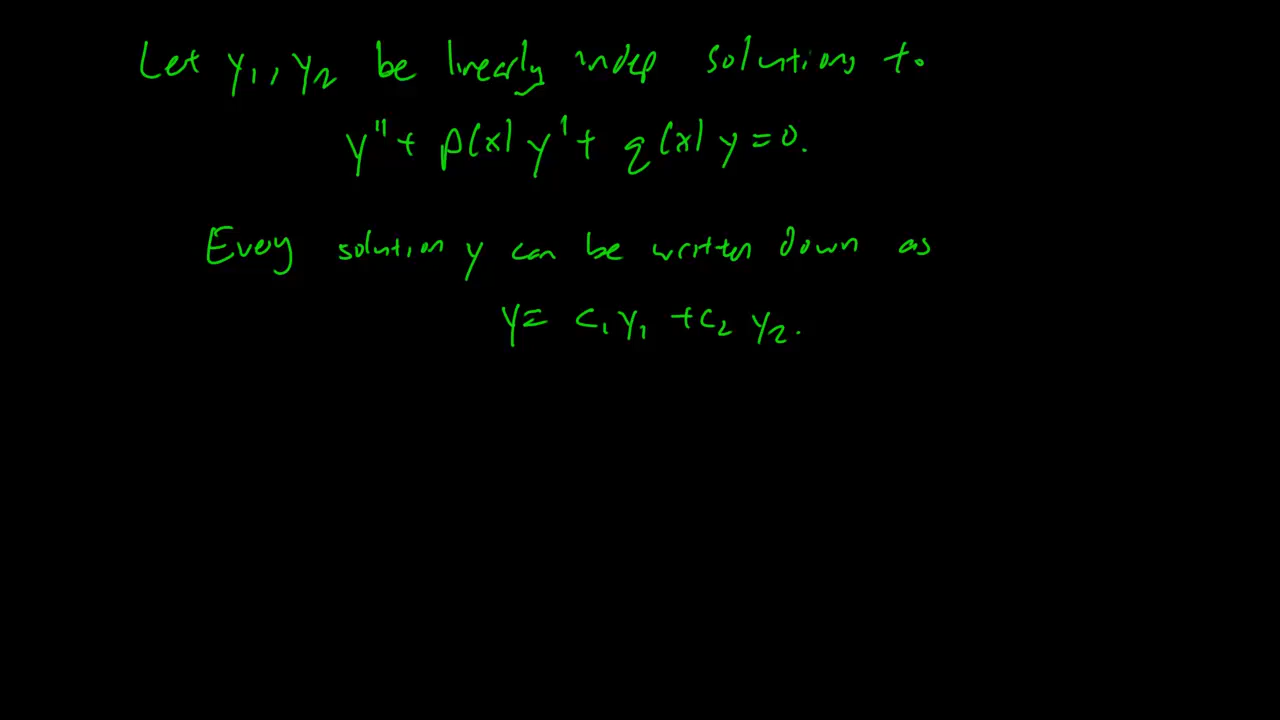 Let y₁, y₂ be linearly indep solutions to
y'' + p(x) y' + q(x) y = 0.
Every solution y can be written down as
y = c₁ y₁ + c₂ y₂.